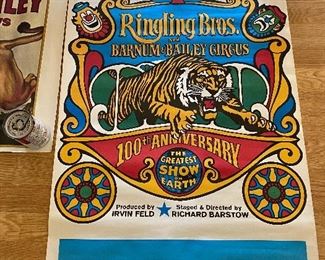 Ringling Bros.
AND
BARNUM & BAILEY CIRCUS
100th ANNIVERSARY
THE
GREATEST
SHOW
ON
EARTH
Produced by
IRVIN FELD
Staged & Directed by
RICHARD BARSTOW